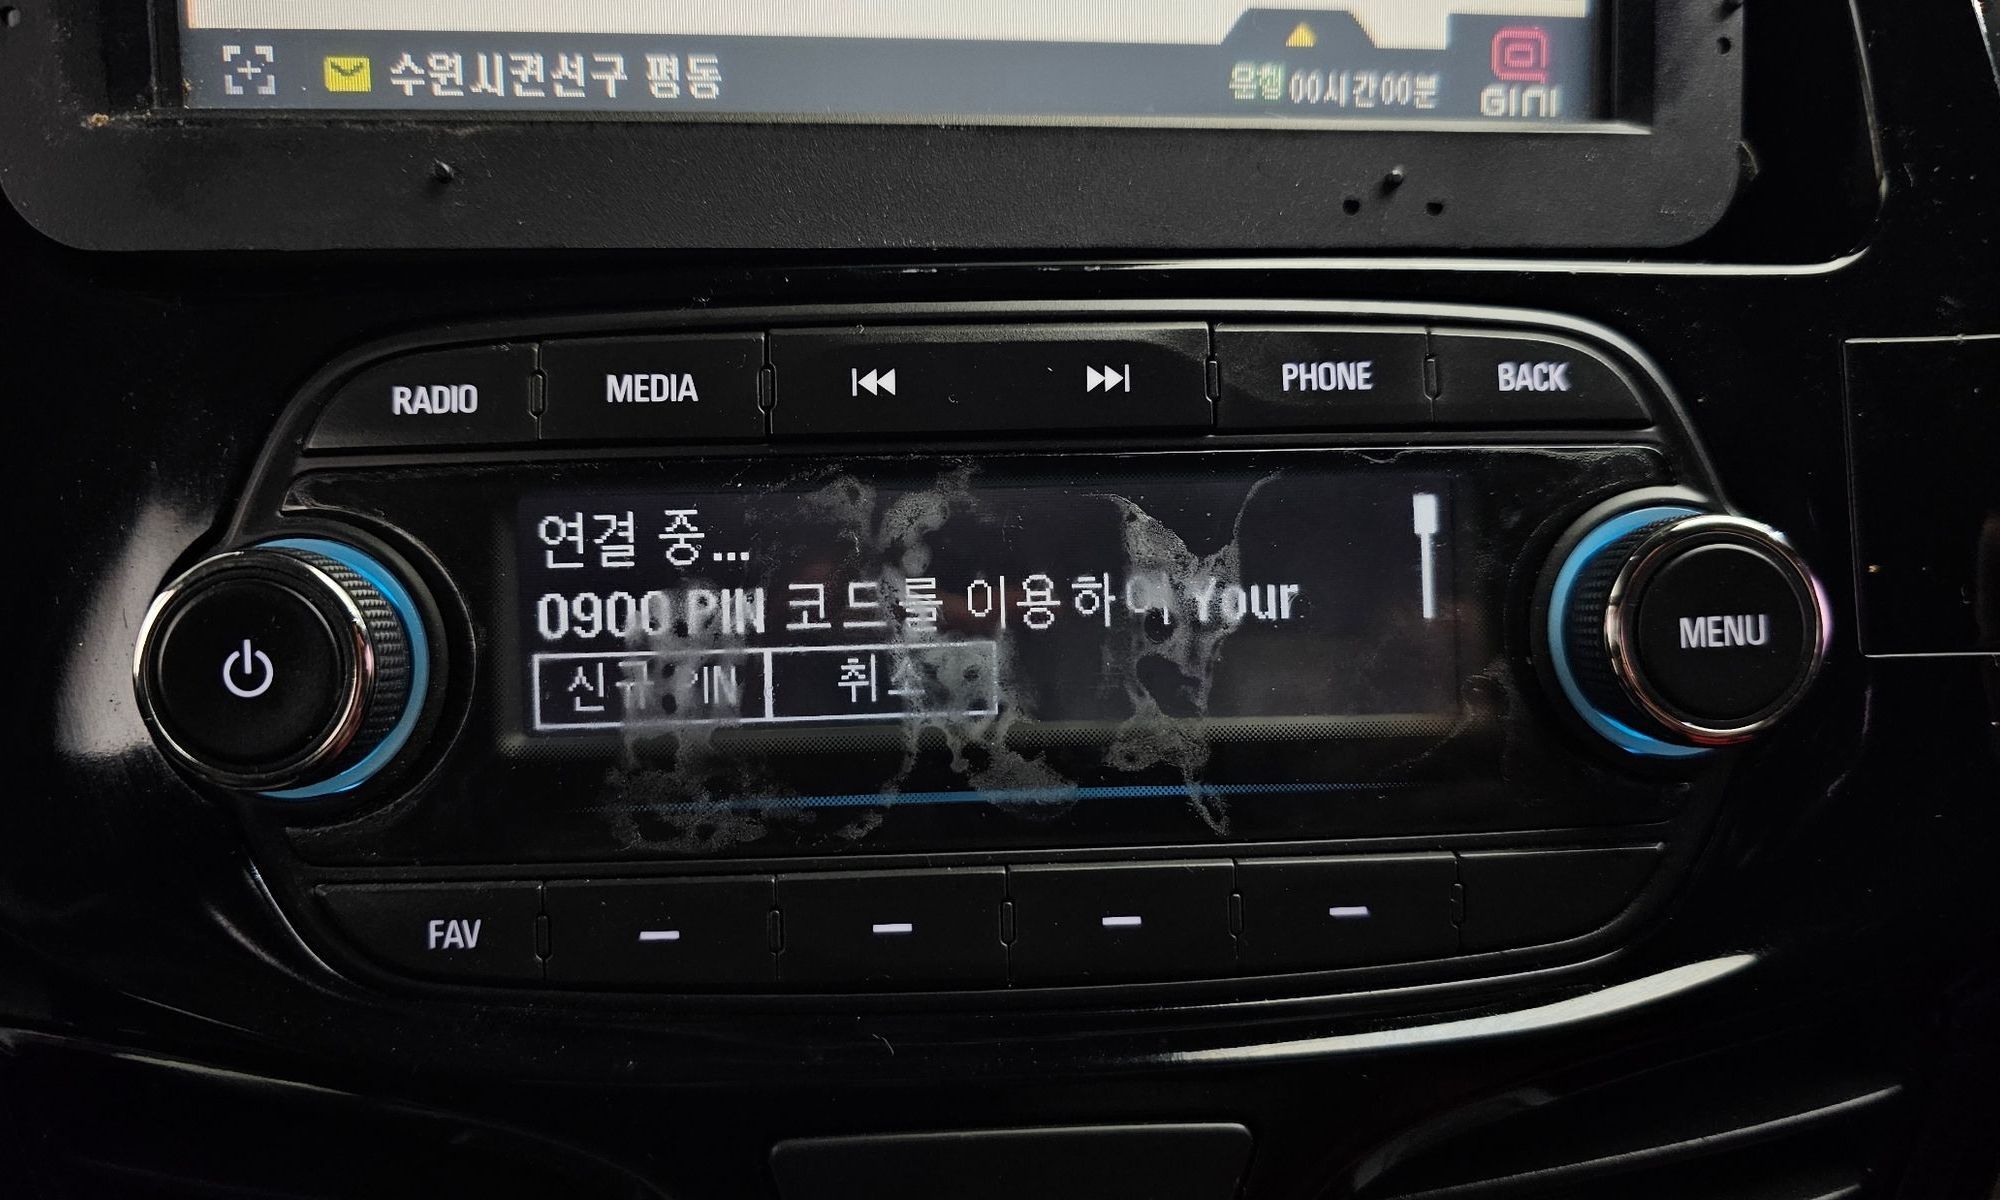 수원시권선구 평동
운행 00시간00분
GINI
RADIO
MEDIA
PHONE
BACK
연결 중...
0900 PIN 코드를 이용하여 Your
신규 PIN
취소
MENU
FAV